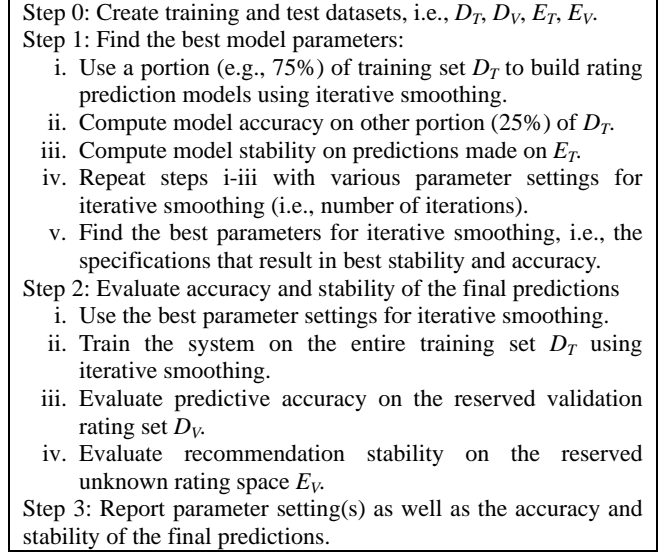 Step 0: Create training and test datasets, i.e., D_T, D_V, E_T, E_V.
Step 1: Find the best model parameters:
i. Use a portion (e.g., 75%) of training set D_T to build rating
prediction models using iterative smoothing.
ii. Compute model accuracy on other portion (25%) of D_T.
iii. Compute model stability on predictions made on E_T.
iv. Repeat steps i-iii with various parameter settings for
iterative smoothing (i.e., number of iterations).
v. Find the best parameters for iterative smoothing, i.e., the
specifications that result in best stability and accuracy.
Step 2: Evaluate accuracy and stability of the final predictions
i. Use the best parameter settings for iterative smoothing.
ii. Train the system on the entire training set D_T using
iterative smoothing.
iii. Evaluate predictive accuracy on the reserved validation
rating set D_V.
iv. Evaluate recommendation stability on the reserved
unknown rating space E_V.
Step 3: Report parameter setting(s) as well as the accuracy and
stability of the final predictions.